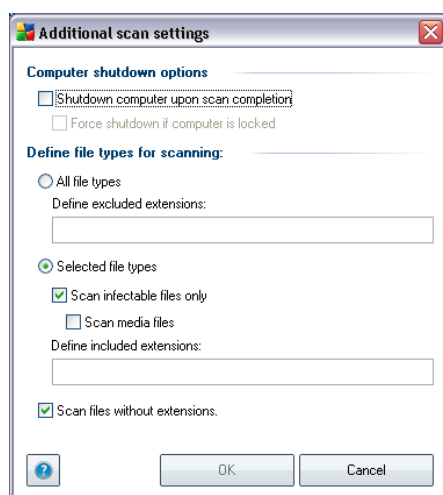 Additional scan settings
Computer shutdown options
Shutdown computer upon scan completion
Force shutdown if computer is locked
Define file types for scanning:
All file types
Define excluded extensions:
Selected file types
Scan infectable files only
Scan media files
Define included extensions:
Scan files without extensions.
?
OK
Cancel